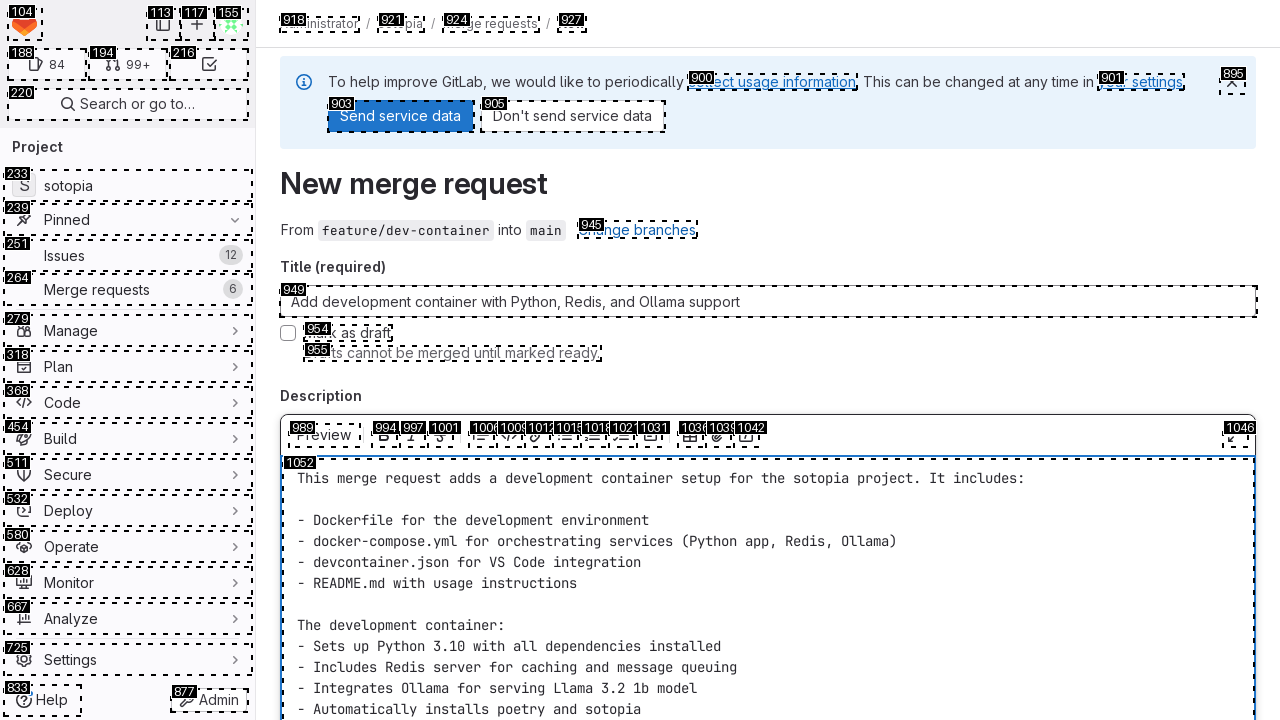 104
113
117
155
188
84
194
99+
216
220
Search or go to…
Project
233
S
sotopia
239
Pinned
251
Issues
12
264
Merge requests
6
279
Manage
318
Plan
368
Code
454
Build
511
Secure
532
Deploy
580
Operate
628
Monitor
667
Analyze
725
Settings
833
Help
877
Admin
918
/
921
/
924
requests
/
927
To help improve GitLab, we would like to periodically 900 usage information. This can be changed at any time in 901 settings
895
903
Send service data
905
Don't send service data
New merge request
From feature/dev-container into main
945
branches
Title (required)
949
Add development container with Python, Redis, and Ollama support
954
as draft
955
cannot be merged until marked ready.
Description
989
Preview
994
997
1001
1006
1009
1012
1015
1018
1021
1031
1036
1039
1042
1046
1052
This merge request adds a development container setup for the sotopia project. It includes:
- Dockerfile for the development environment
- docker-compose.yml for orchestrating services (Python app, Redis, Ollama)
- devcontainer.json for VS Code integration
- README.md with usage instructions
The development container:
- Sets up Python 3.10 with all dependencies installed
- Includes Redis server for caching and message queuing
- Integrates Ollama for serving Llama 3.2 1b model
- Automatically installs poetry and sotopia